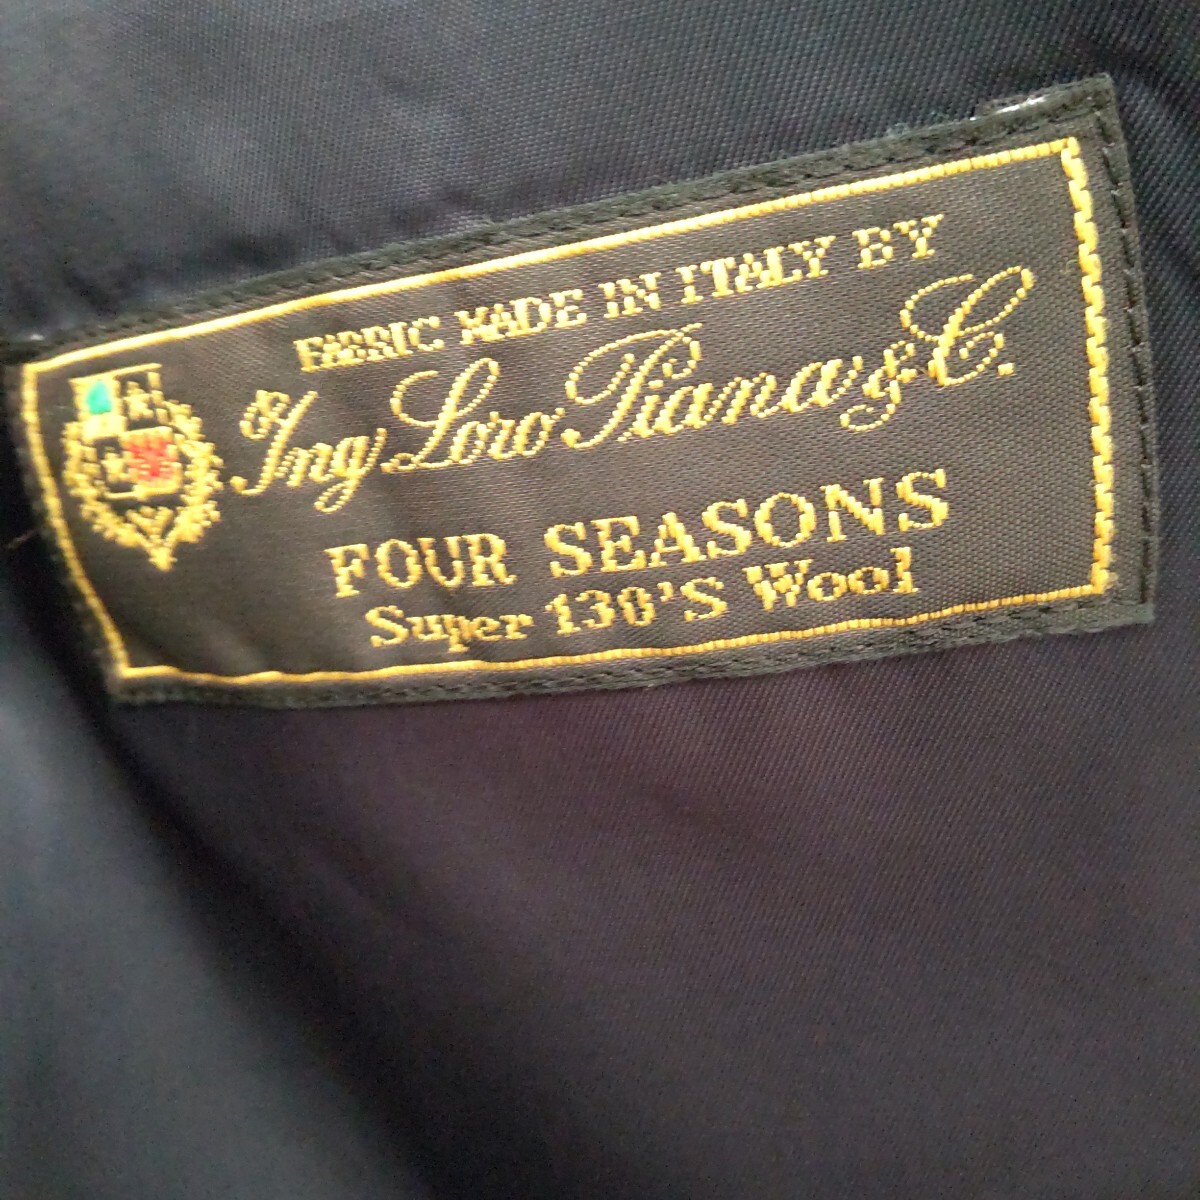 FABRIC MADE IN ITALY BY
Ing Loro Piana & C.
FOUR SEASONS
Super 130'S Wool